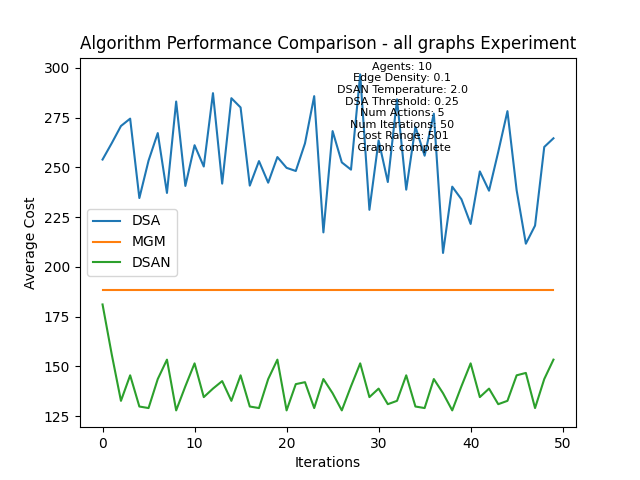 Algorithm Performance Comparison - all graphs Experiment
Agents: 10
Edge Density: 0.1
DSAN Temperature: 2.0
DSA Threshold: 0.25
Num Actions: 5
Num Iterations: 50
Cost Range: 501
Graph: complete
300
275
250
225
200
175
150
125
Average Cost
DSA
MGM
DSAN
0
10
20
30
40
50
Iterations